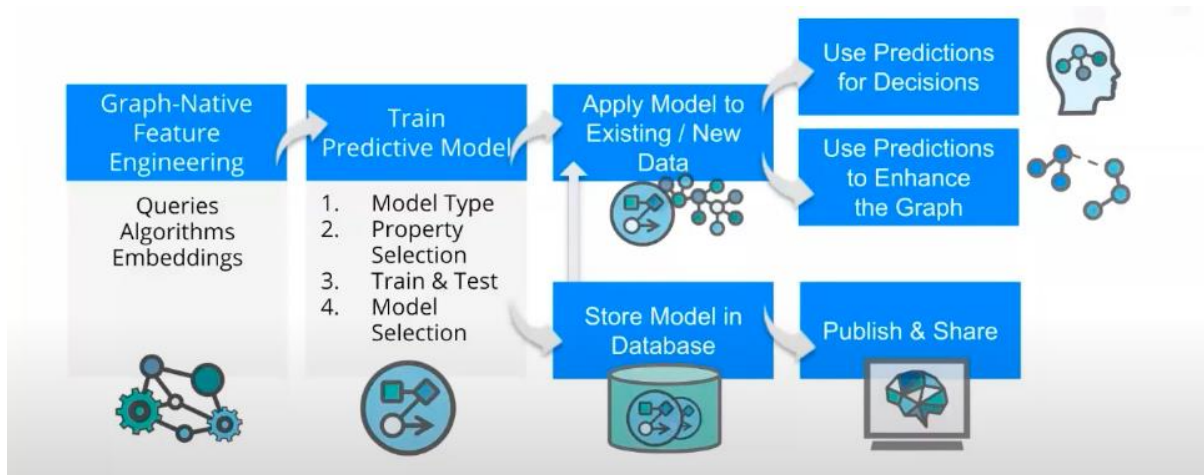 Graph-Native
Feature
Engineering
Queries
Algorithms
Embeddings
Train
Predictive Model
1. Model Type
2. Property
Selection
3. Train & Test
4. Model
Selection
Apply Model to
Existing / New
Data
Store Model in
Database
Use Predictions
for Decisions
Use Predictions
to Enhance
the Graph
Publish & Share